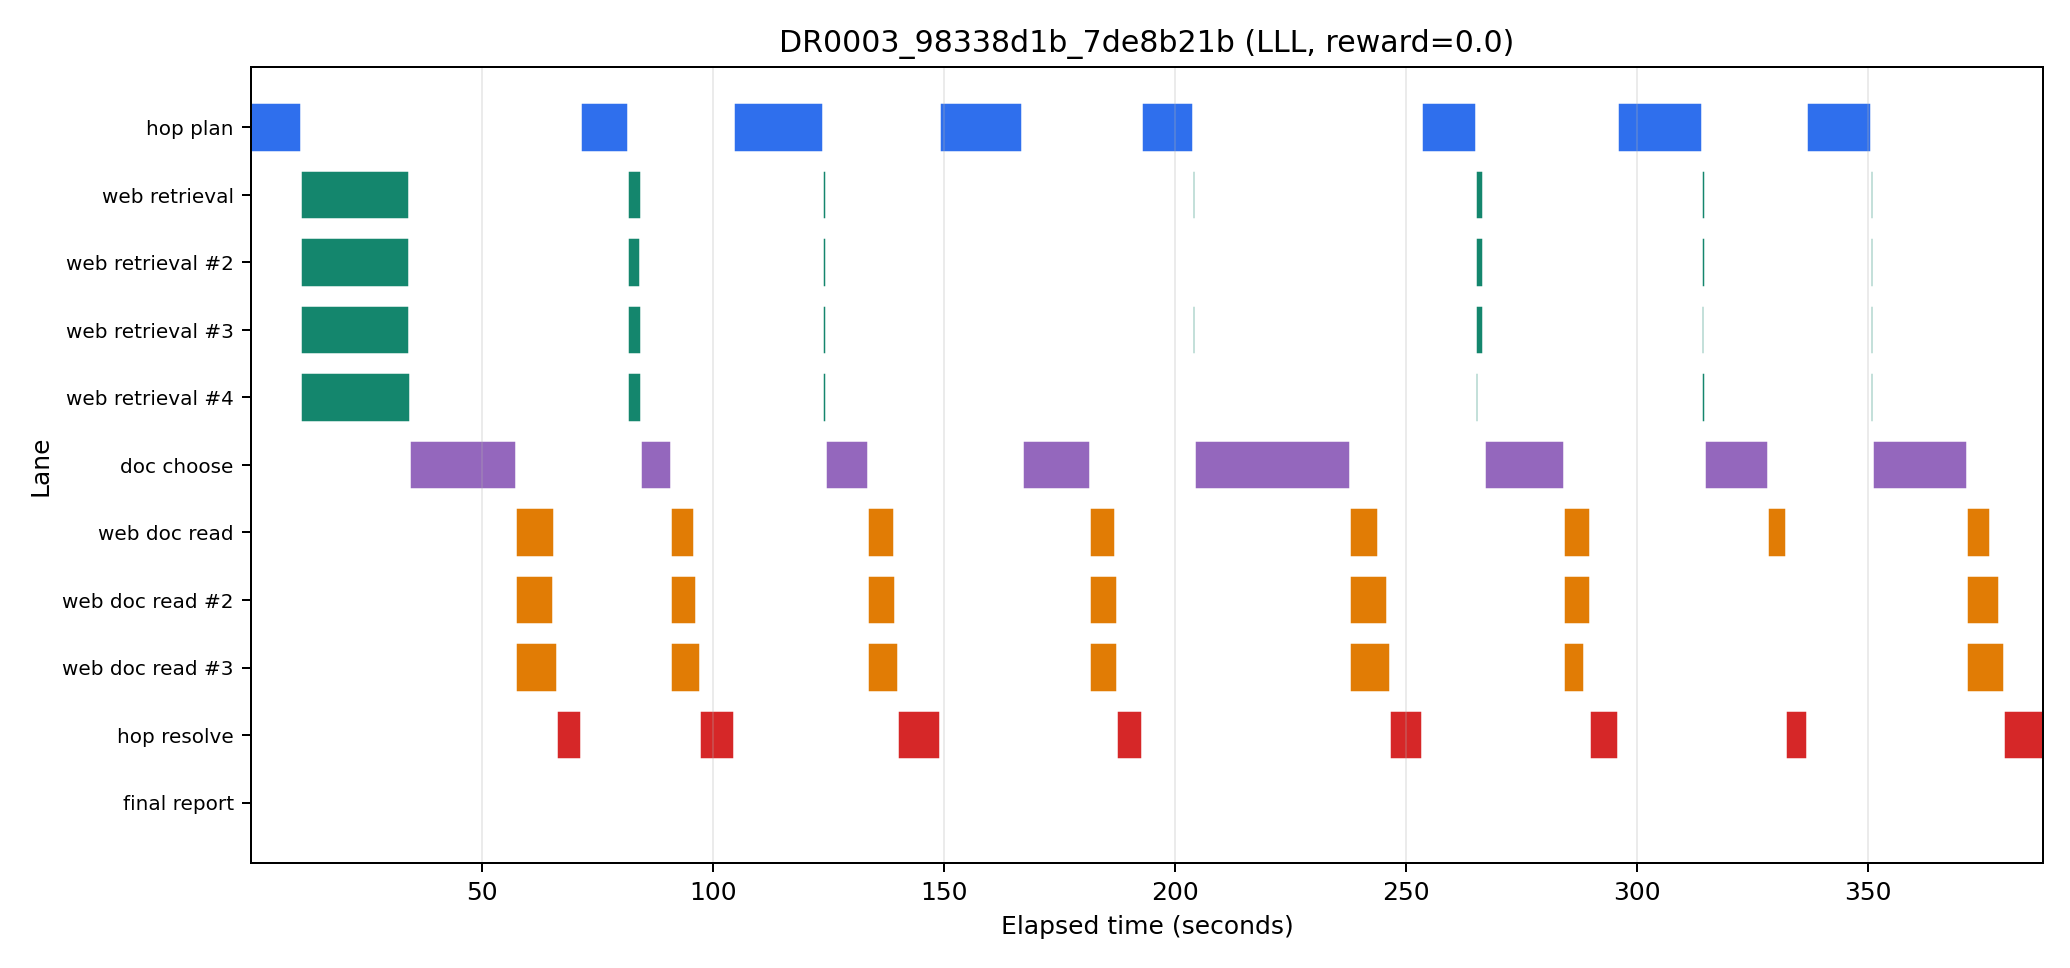 DR0003_98338d1b_7de8b21b (LLL, reward=0.0)
hop plan
web retrieval
web retrieval #2
web retrieval #3
web retrieval #4
doc choose
web doc read
web doc read #2
web doc read #3
hop resolve
final report
Lane
50 100 150 200 250 300 350
Elapsed time (seconds)